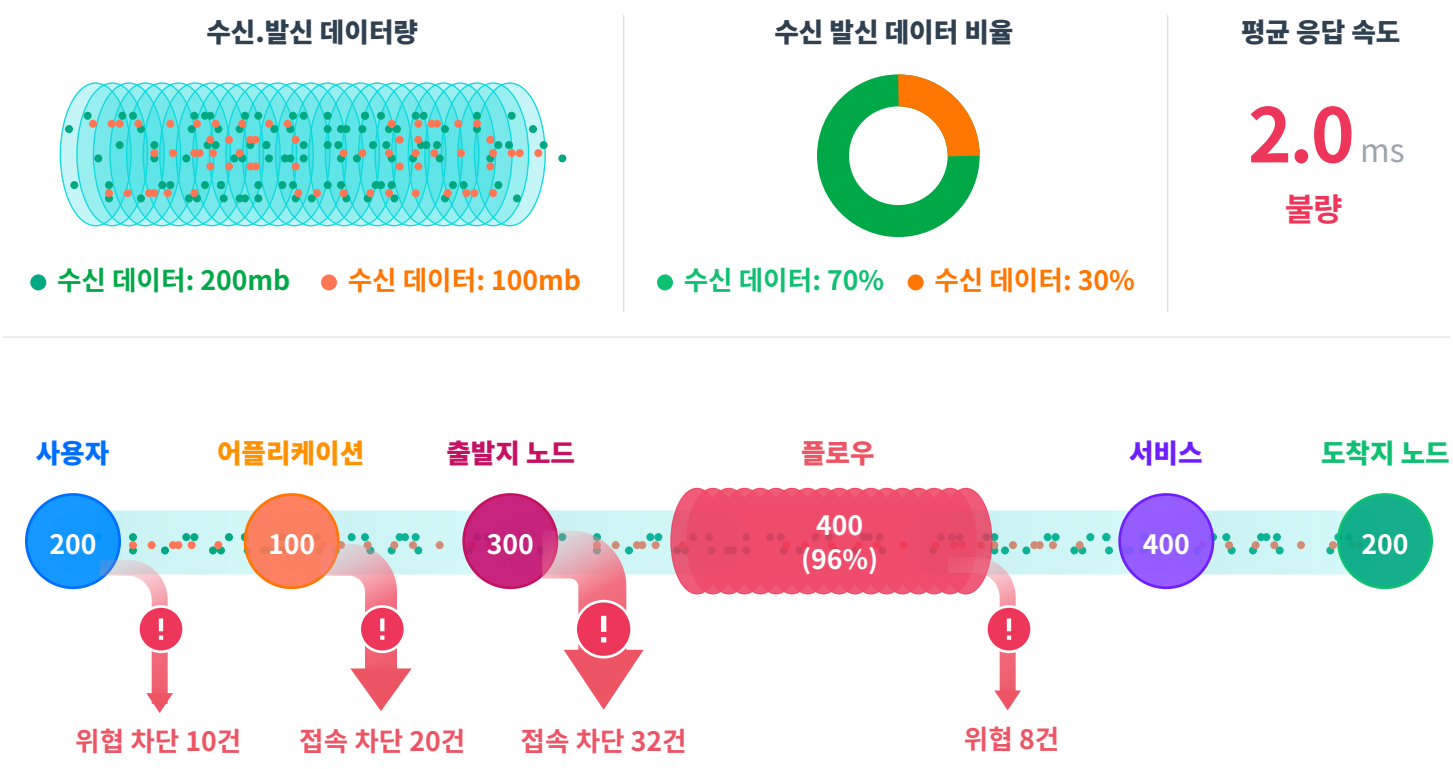 수신.발신 데이터량
수신 데이터: 200mb
수신 데이터: 100mb
수신 발신 데이터 비율
수신 데이터: 70%
수신 데이터: 30%
평균 응답 속도
2.0 ms
불량
사용자
어플리케이션
출발지 노드
플로우
서비스
도착지 노드
200
100
300
400
(96%)
400
200
!
!
!
!
위협 차단 10건
접속 차단 20건
접속 차단 32건
위협 8건